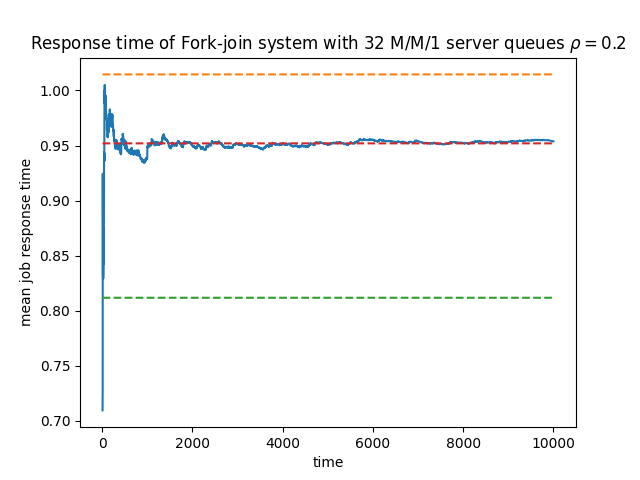 Response time of Fork-join system with 32 M/M/1 server queues ρ = 0.2
1.00
0.95
0.90
0.85
0.80
0.75
0.70
mean job response time
0 2000 4000 6000 8000 10000
time